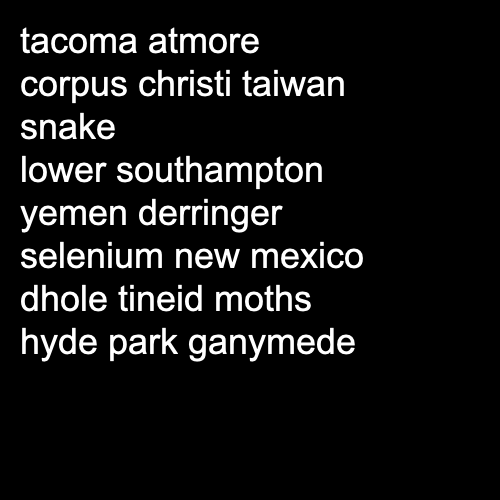 tacoma atmore
corpus christi taiwan
snake
lower southampton
yemen derringer
selenium new mexico
dhole tineid moths
hyde park ganymede